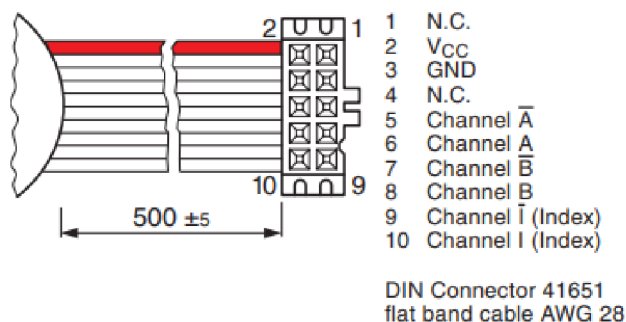 2 1
10 9
500 ±5
1 N.C.
2 VCC
3 GND
4 N.C.
5 Channel A̅
6 Channel A
7 Channel B̅
8 Channel B
9 Channel I̅ (Index)
10 Channel I (Index)
DIN Connector 41651
flat band cable AWG 28